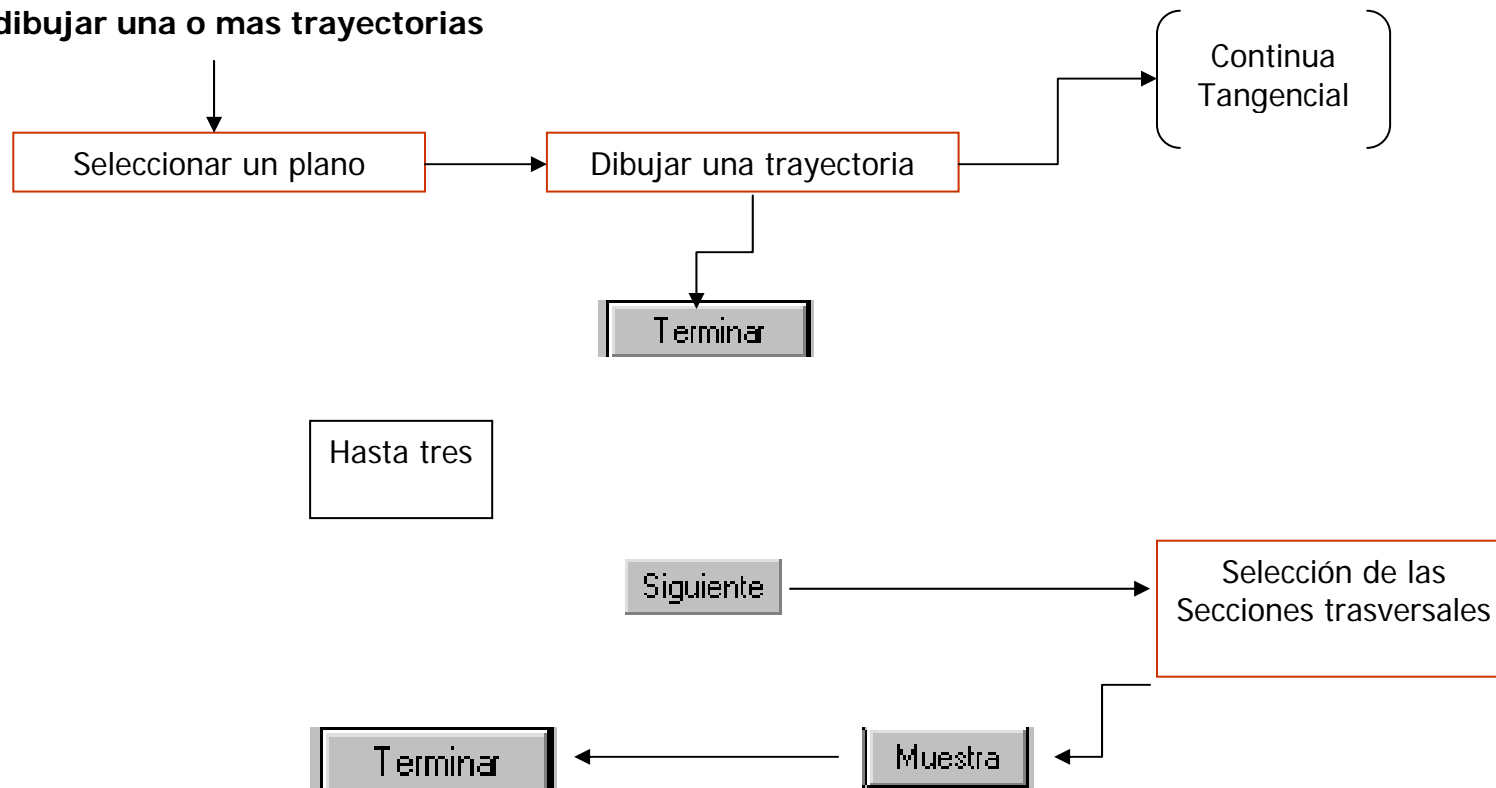 dibujar una o mas trayectorias
Continua
Tangencial
Seleccionar un plano
Dibujar una trayectoria
Terminar
Hasta tres
Siguiente
Selección de las
Secciones trasversales
Muestra
Terminar